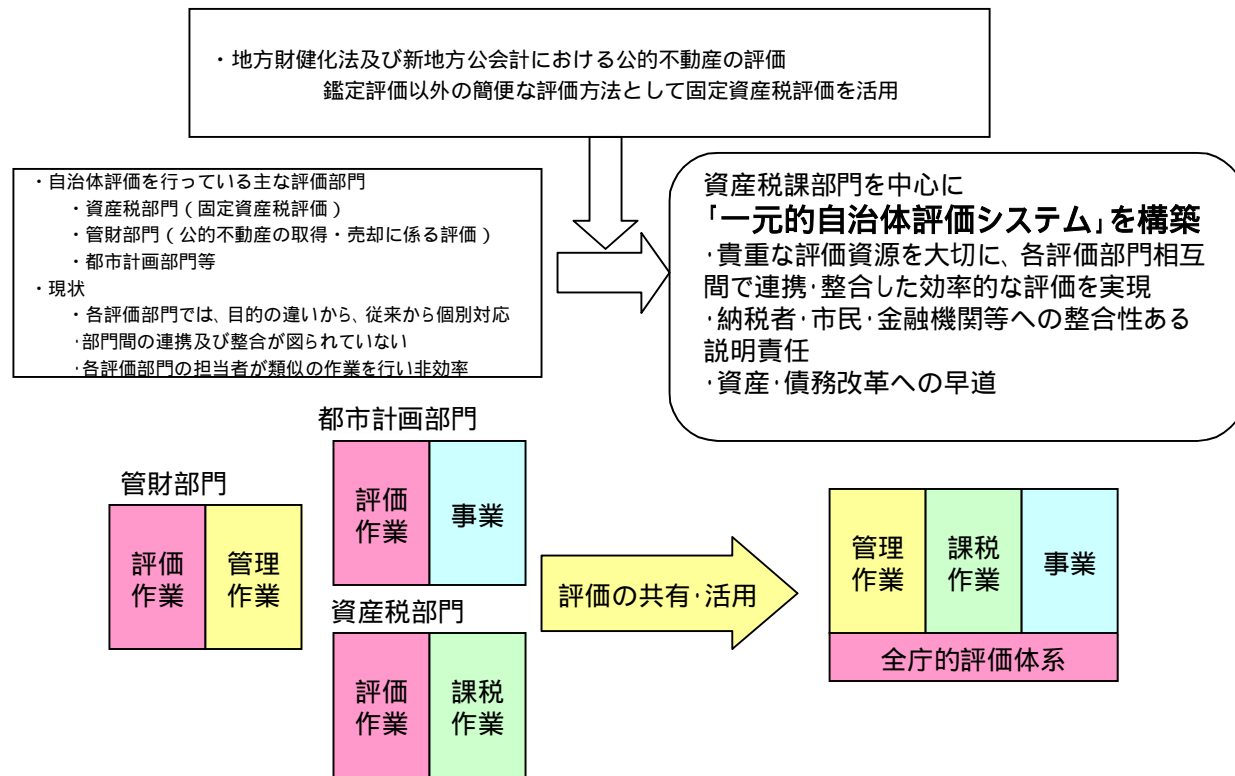 ・地方財健化法及び新地方公会計における公的不動産の評価
鑑定評価以外の簡便な評価方法として固定資産税評価を活用
・自治体評価を行っている主な評価部門
・資産税部門（固定資産税評価）
・管財部門（公的不動産の取得・売却に係る評価）
・都市計画部門等
・現状
・各評価部門では、目的の違いから、従来から個別対応
・部門間の連携及び整合が図られていない
・各評価部門の担当者が類似の作業を行い非効率
資産税課部門を中心に
「一元的自治体評価システム」を構築
・貴重な評価資源を大切に、各評価部門相互
間で連携・整合した効率的な評価を実現
・納税者・市民・金融機関等への整合性ある
説明責任
・資産・債務改革への早道
都市計画部門
評価
作業
事業
管財部門
評価
作業
管理
作業
資産税部門
評価
作業
課税
作業
評価の共有・活用
管理
作業
課税
作業
事業
全庁的評価体系